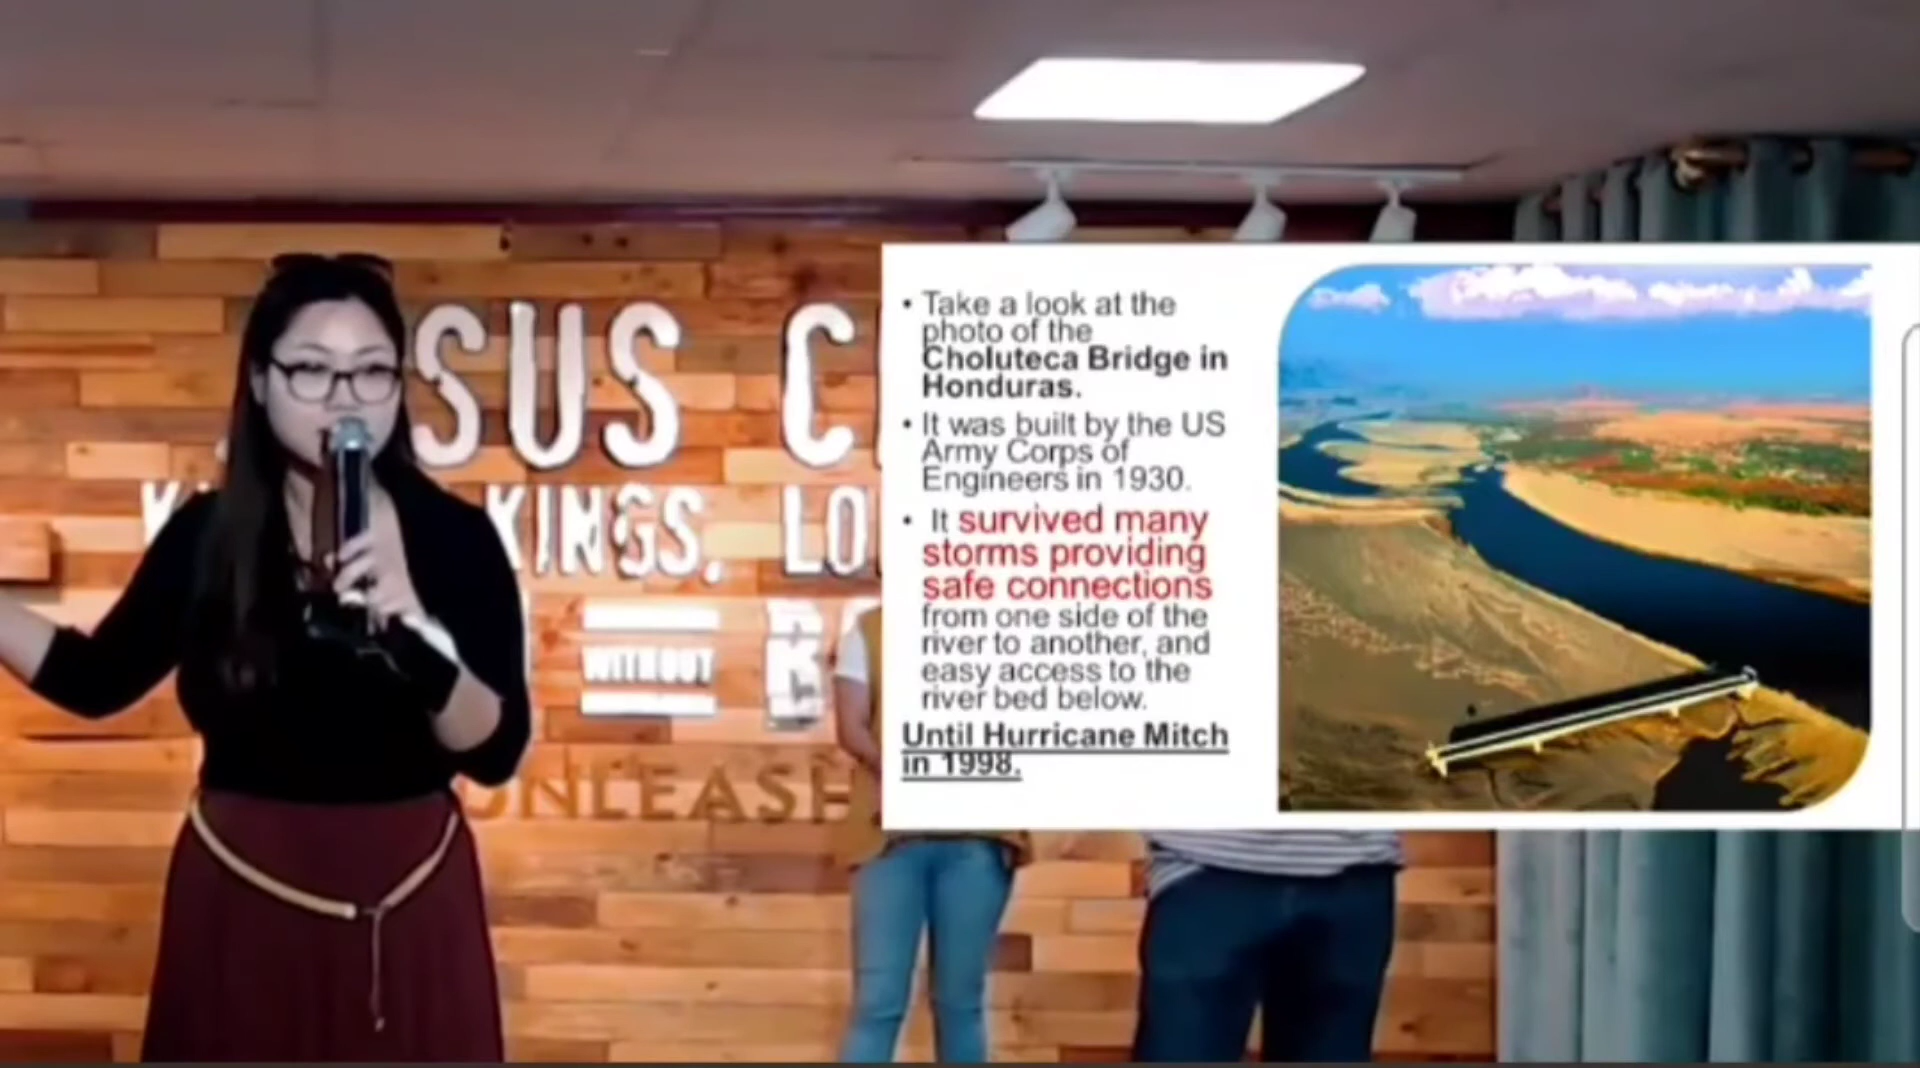 SUS C
KINGS, LO
WITHOUT
UNLEASH
• Take a look at the
photo of the
Choluteca Bridge in
Honduras.
• It was built by the US
Army Corps of
Engineers in 1930.
• It survived many
storms providing
safe connections
from one side of the
river to another, and
easy access to the
river bed below.
Until Hurricane Mitch
in 1998.